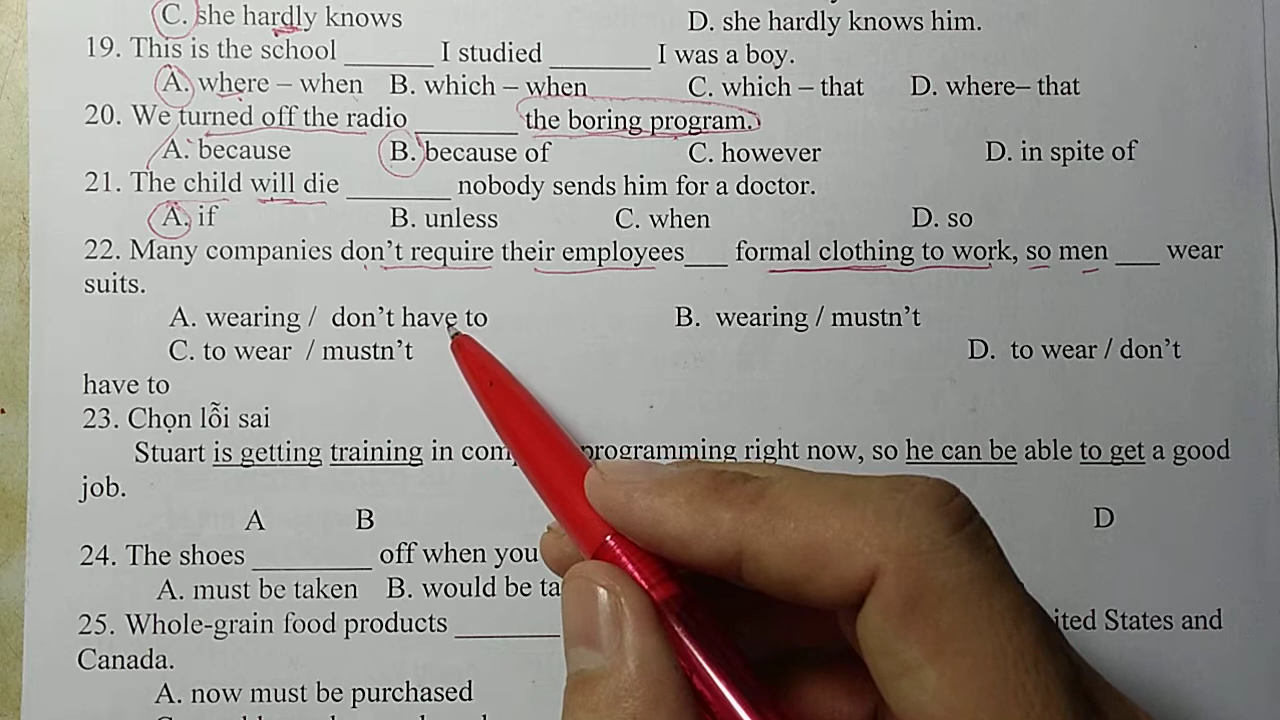 C. she hardly knows D. she hardly knows him.
19. This is the school ______ I studied _______ I was a boy.
A. where – when B. which – when C. which – that D. where– that
20. We turned off the radio _______ the boring program.
A. because B. because of C. however D. in spite of
21. The child will die _______ nobody sends him for a doctor.
A. if B. unless C. when D. so
22. Many companies don’t require their employees___ formal clothing to work, so men ___ wear
suits.
A. wearing / don’t have to B. wearing / mustn’t
C. to wear / mustn’t D. to wear / don’t
have to
23. Chọn lỗi sai
Stuart is getting training in programming right now, so he can be able to get a good
job.
A B D
24. The shoes ________ off when you
A. must be taken B. would be
25. Whole-grain food products _______ States and
Canada.
A. now must be purchased